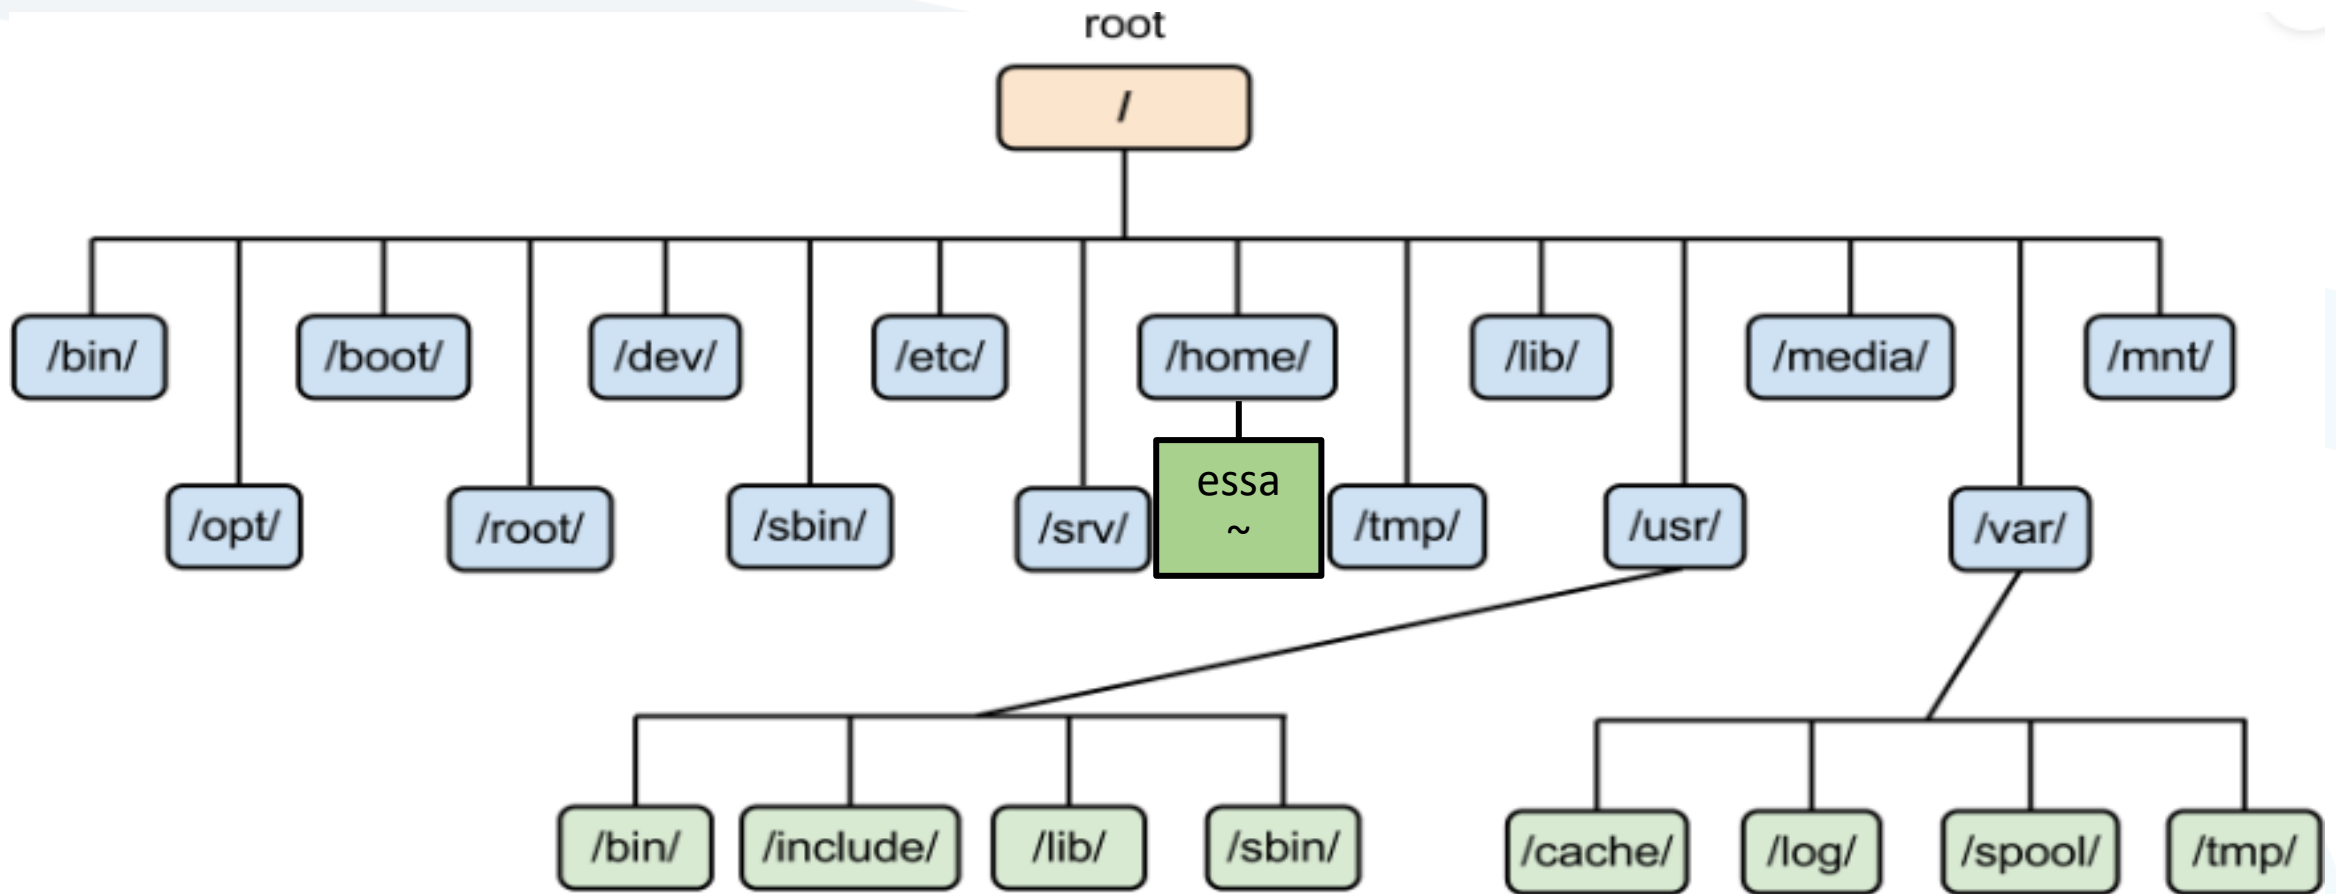 root
/
/bin/
/boot/
/dev/
/etc/
/home/
/lib/
/media/
/mnt/
/opt/
/root/
/sbin/
/srv/
essa
~
/tmp/
/usr/
/var/
/bin/
/include/
/lib/
/sbin/
/cache/
/log/
/spool/
/tmp/